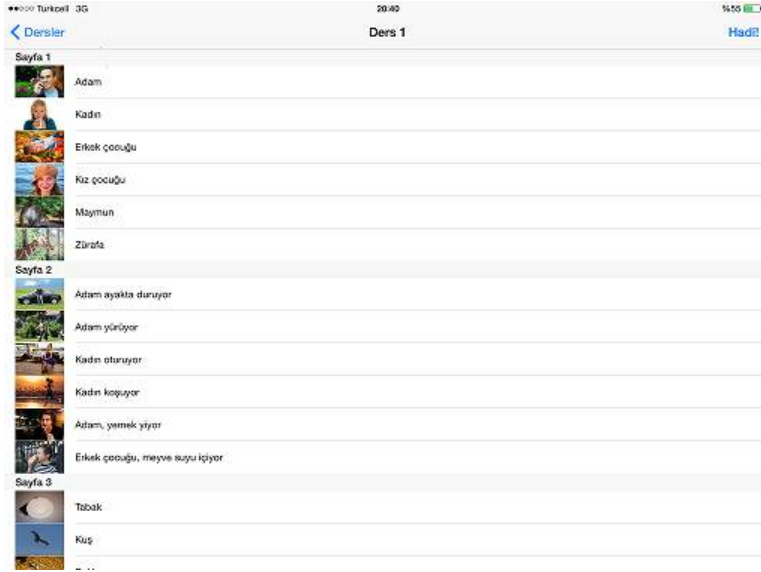 Turkcell 3G 20:40 %55
Dersler Ders 1 Hadi!
Sayfa 1
Adam
Kadın
Erkek çocuğu
Kız çocuğu
Maymun
Zürafa
Sayfa 2
Adam ayakta duruyor
Adam yürüyor
Kadın oturuyor
Kadın koşuyor
Adam, yemek yiyor
Erkek çocuğu, meyve suyu içiyor
Sayfa 3
Tabak
Kuş